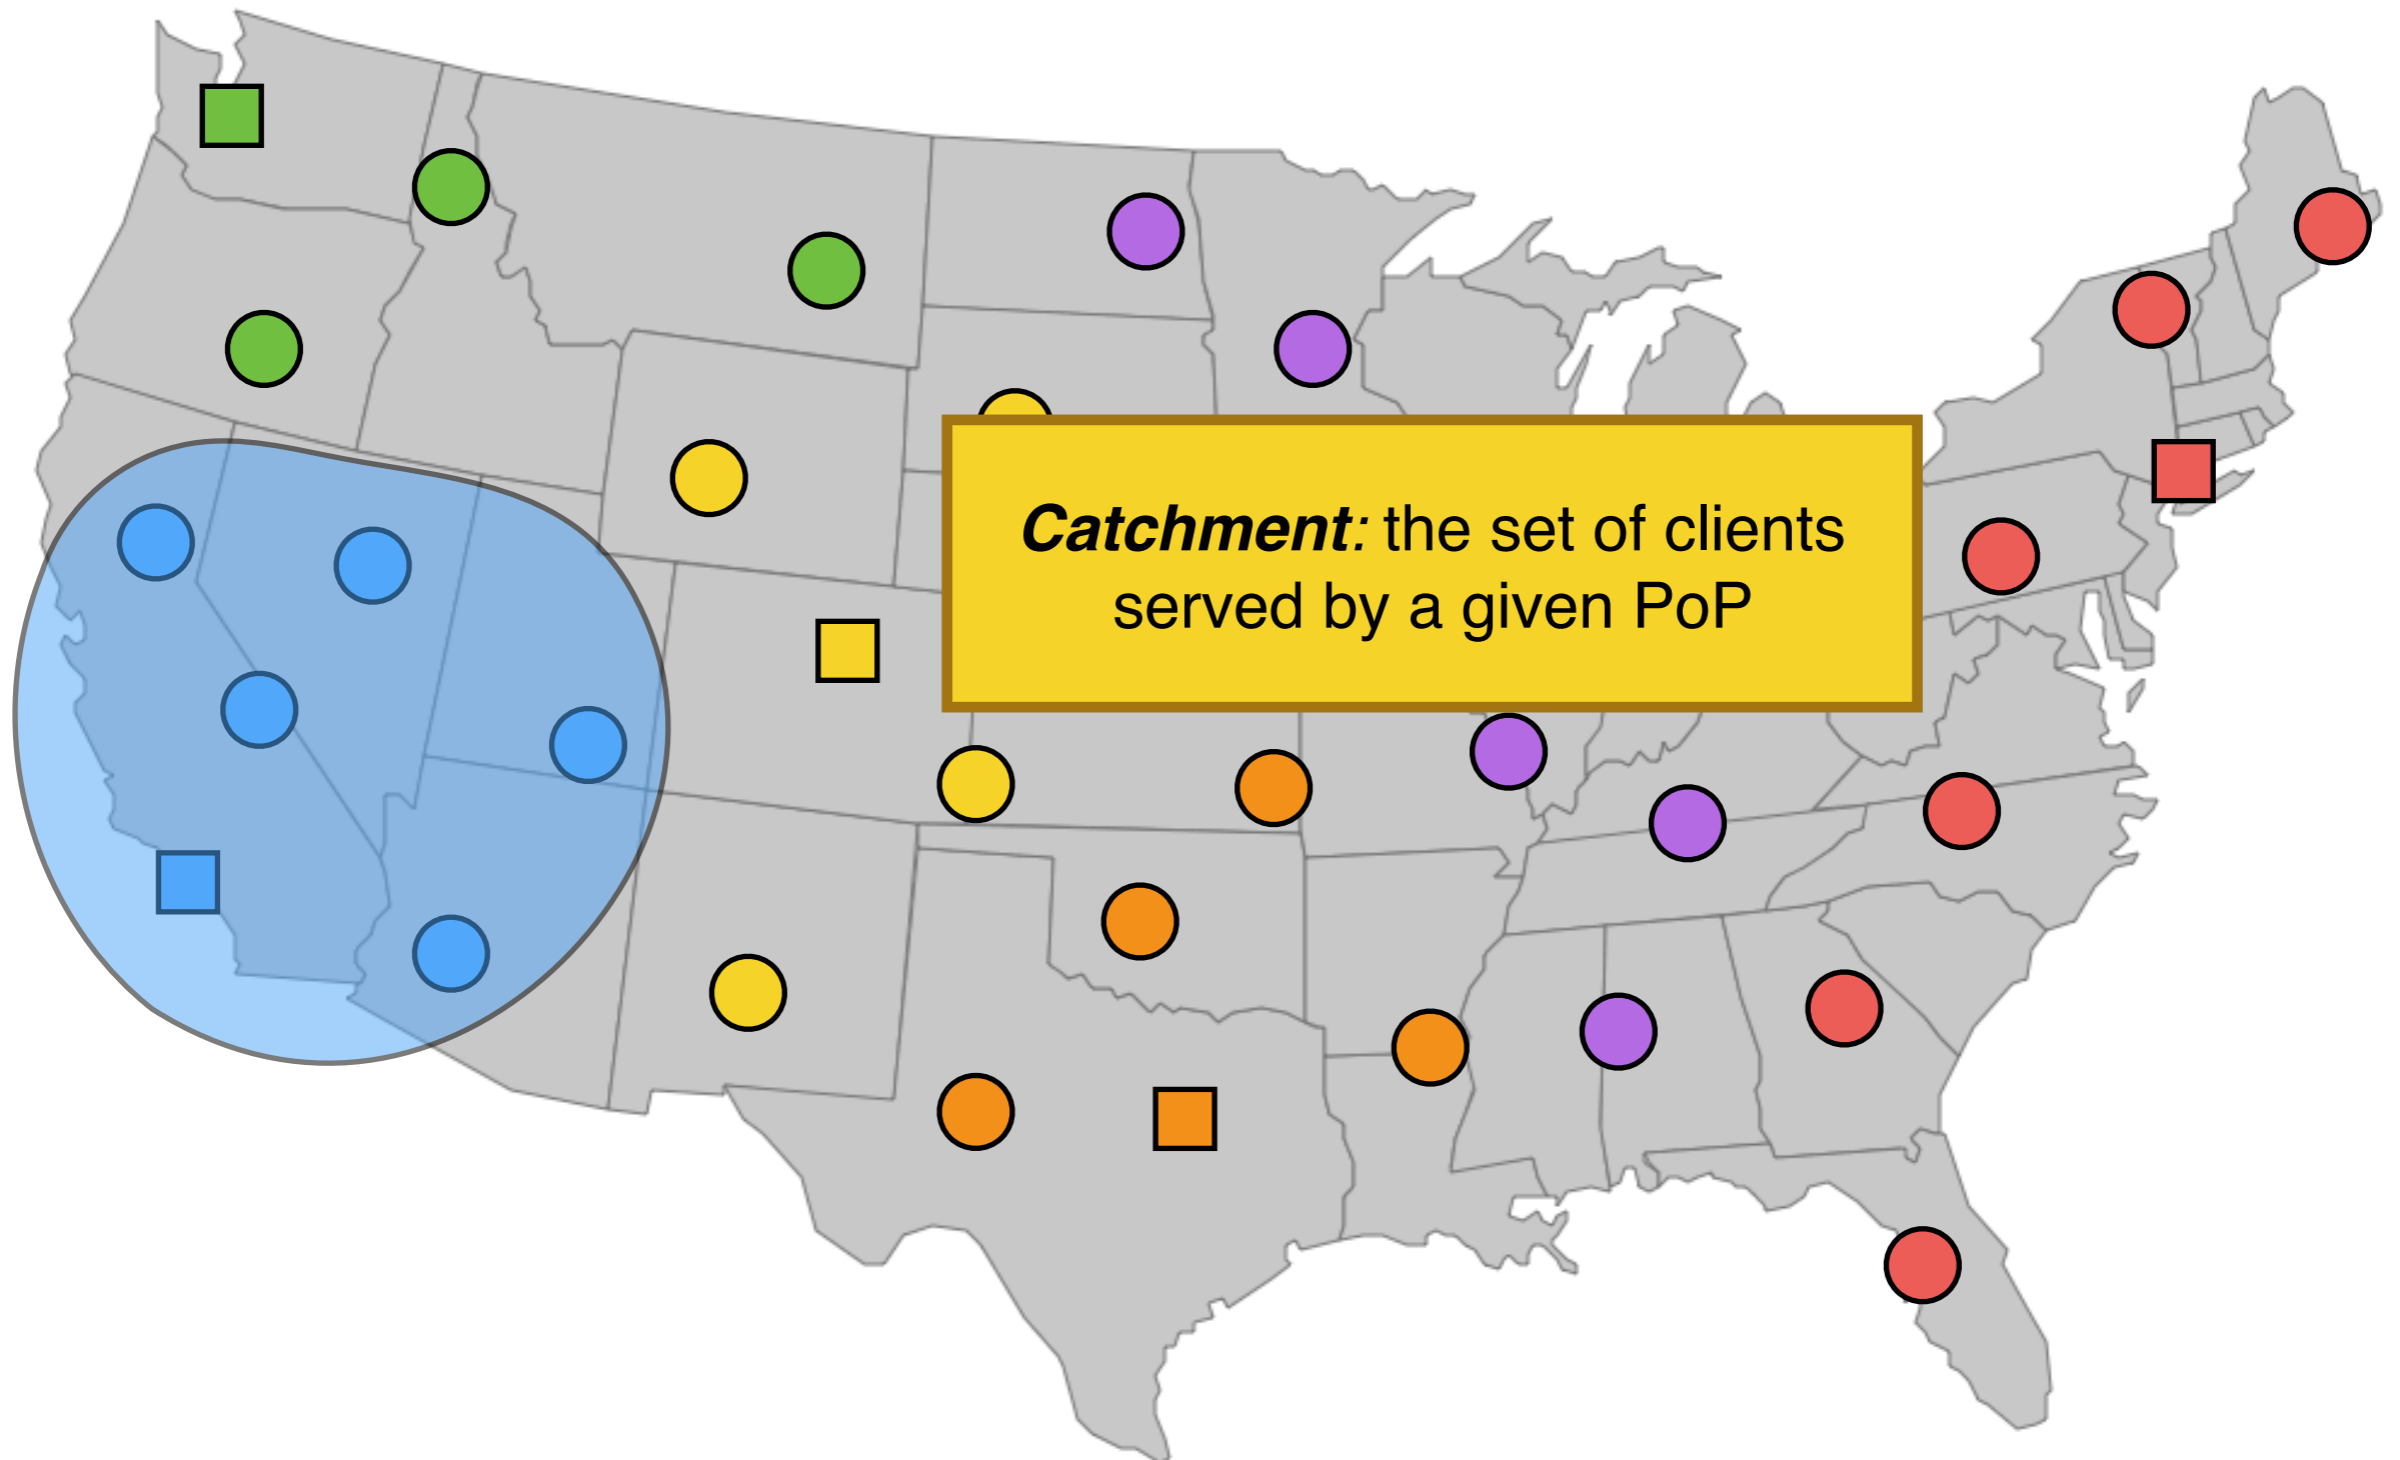 Catchment: the set of clients
served by a given PoP